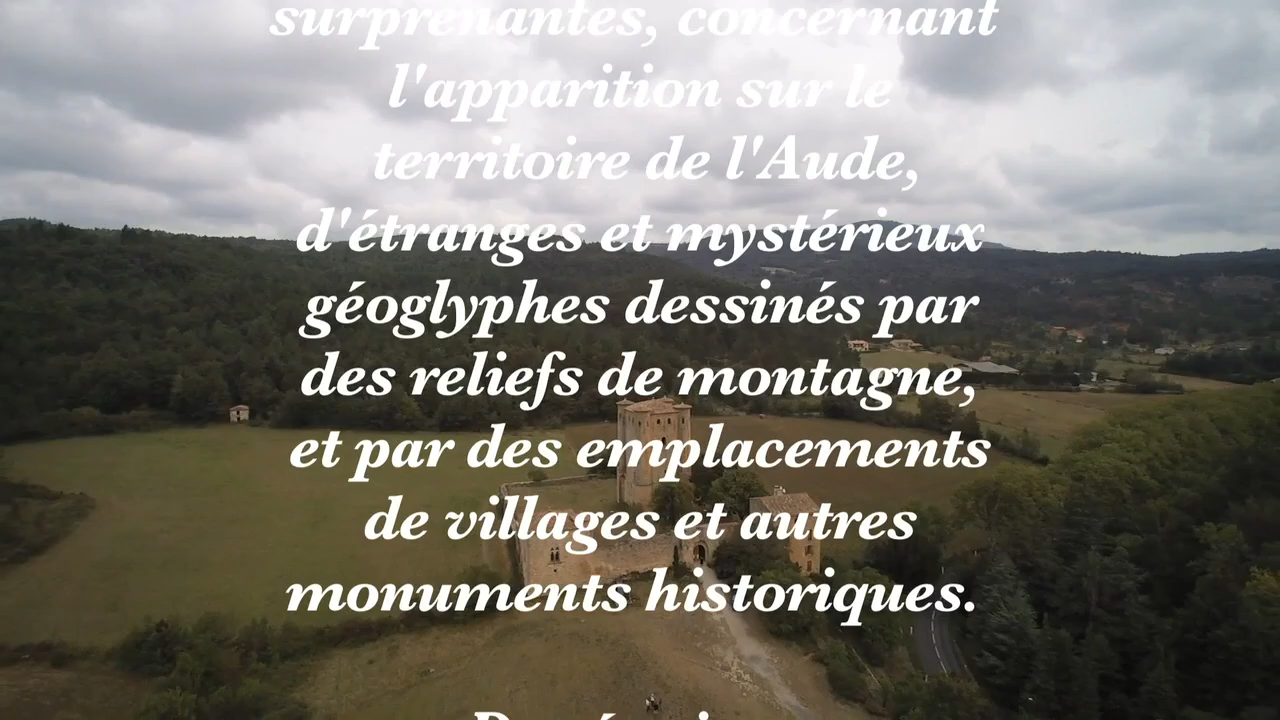 surprenantes, concernant
l'apparition sur le
territoire de l'Aude,
d'étranges et mystérieux
géoglyphes dessinés par
des reliefs de montagne,
et par des emplacements
de villages et autres
monuments historiques.